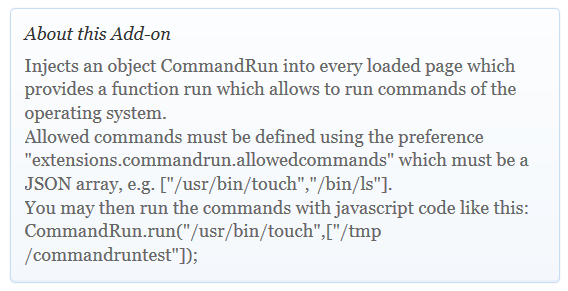 About this Add-on
Injects an object CommandRun into every loaded page which
provides a function run which allows to run commands of the
operating system.
Allowed commands must be defined using the preference
"extensions.commandrun.allowedcommands" which must be a
JSON array, e.g. ["/usr/bin/touch","/bin/ls"].
You may then run the commands with javascript code like this:
CommandRun.run("/usr/bin/touch",["/tmp
/commandruntest"]);